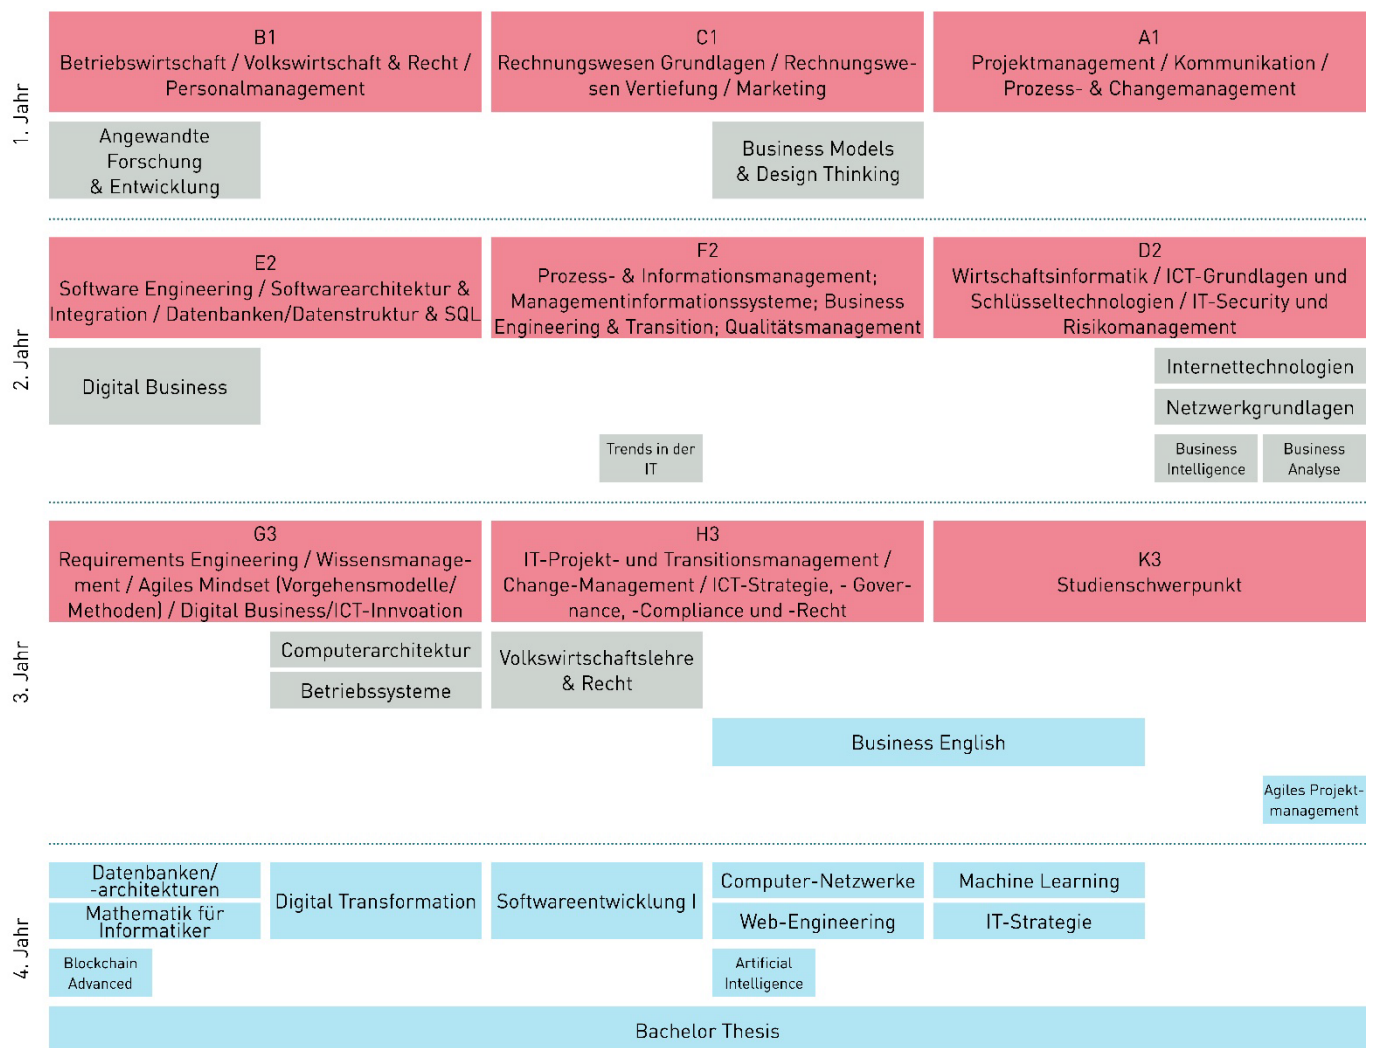 1. Jahr
B1
Betriebswirtschaft / Volkswirtschaft & Recht /
Personalmanagement
C1
Rechnungswesen Grundlagen / Rechnungswe-
sen Vertiefung / Marketing
A1
Projektmanagement / Kommunikation /
Prozess- & Changemanagement
Angewandte
Forschung
& Entwicklung
Business Models
& Design Thinking
2. Jahr
E2
Software Engineering / Softwarearchitektur &
Integration / Datenbanken/Datenstruktur & SQL
F2
Prozess- & Informationsmanagement;
Managementinformationssysteme; Business
Engineering & Transition; Qualitätsmanagement
D2
Wirtschaftsinformatik / ICT-Grundlagen und
Schlüsseltechnologien / IT-Security und
Risikomanagement
Digital Business
Internettechnologien
Netzwerkgrundlagen
Trends in der
IT
Business
Intelligence
Business
Analyse
3. Jahr
G3
Requirements Engineering / Wissensmanage-
ment / Agiles Mindset (Vorgehensmodelle/
Methoden) / Digital Business/ICT-Innvoation
H3
IT-Projekt- und Transitionsmanagement /
Change-Management / ICT-Strategie, - Gover-
nance, -Compliance und -Recht
K3
Studienschwerpunkt
Computerarchitektur
Betriebssysteme
Volkswirtschaftslehre
& Recht
Business English
Agiles Projekt-
management
4. Jahr
Datenbanken/
-architekturen
Mathematik für
Informatiker
Digital Transformation
Softwareentwicklung I
Computer-Netzwerke
Web-Engineering
Machine Learning
IT-Strategie
Blockchain
Advanced
Artificial
Intelligence
Bachelor Thesis